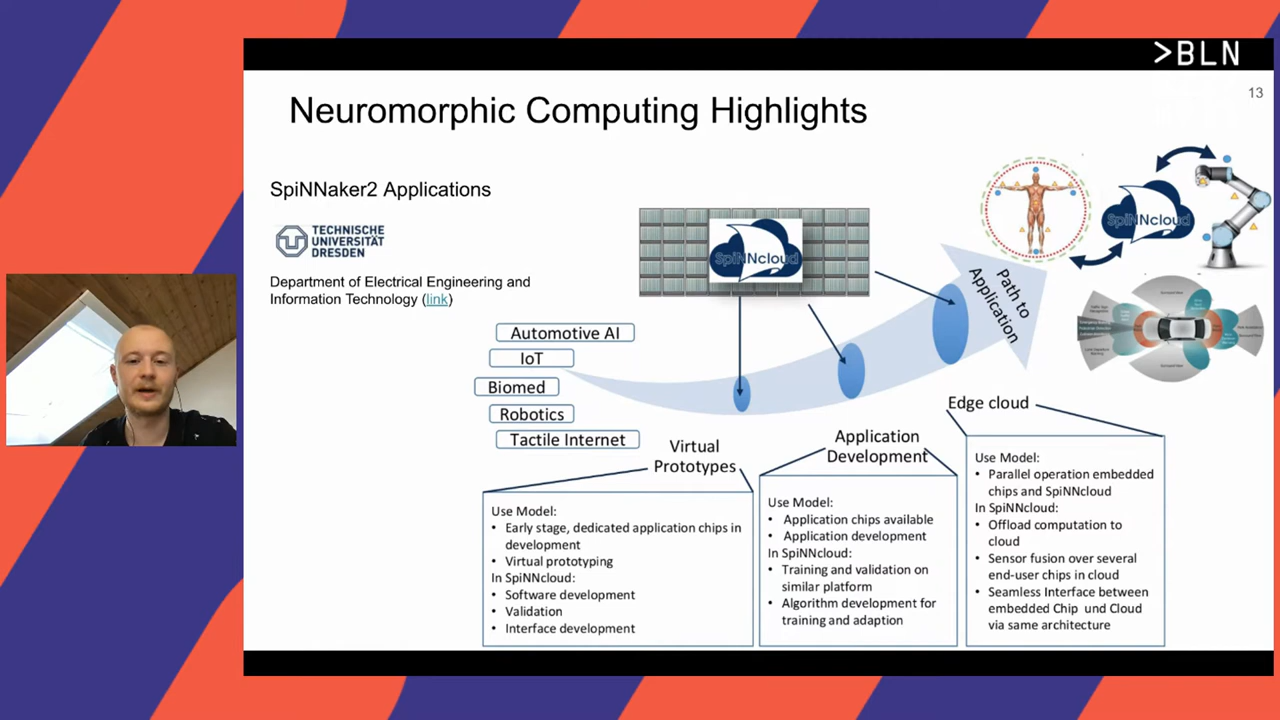 >BLN
13
Neuromorphic Computing Highlights
SpiNNaker2 Applications
TECHNISCHE
UNIVERSITÄT
DRESDEN
Department of Electrical Engineering and
Information Technology (link)
SpiNNcloud
SpiNNcloud
Path to
Application
Automotive AI
IoT
Biomed
Robotics
Tactile Internet
Virtual
Prototypes
Use Model:
• Early stage, dedicated application chips in
development
• Virtual prototyping
In SpiNNcloud:
• Software development
• Validation
• Interface development
Application
Development
Use Model:
• Application chips available
• Application development
In SpiNNcloud:
• Training and validation on
similar platform
• Algorithm development for
training and adaption
Edge cloud
Use Model:
• Parallel operation embedded
chips and SpiNNcloud
In SpiNNcloud:
• Offload computation to
cloud
• Sensor fusion over several
end-user chips in cloud
• Seamless Interface between
embedded Chip und Cloud
via same architecture